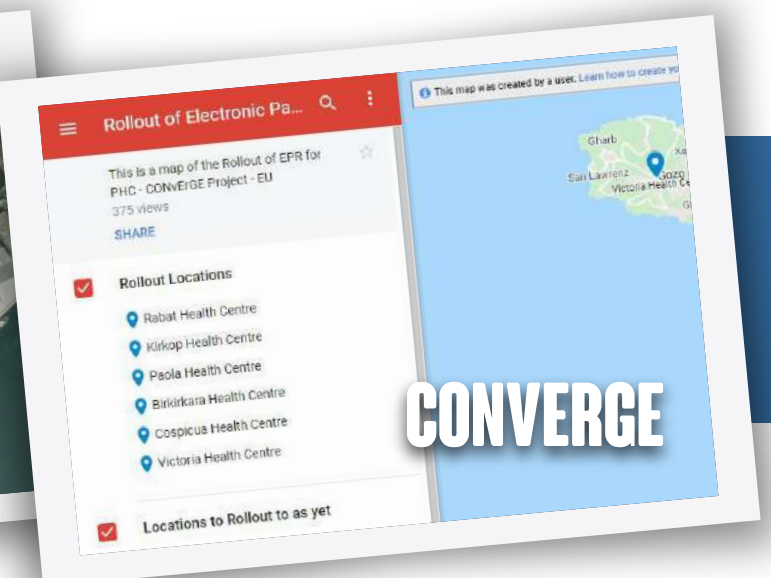 Rollout of Electronic Pa...
This is a map of the Rollout of EPR for
PHC - CONvErGE Project - EU
375 views
SHARE
Rollout Locations
Rabat Health Centre
Kirkop Health Centre
Paola Health Centre
Birkirkara Health Centre
Cospicua Health Centre
Victoria Health Centre
Locations to Rollout to as yet
This map was created by a user. Learn how to create
Gharb
San Lawrenz
Gozo
Victoria Health
CONVERGE